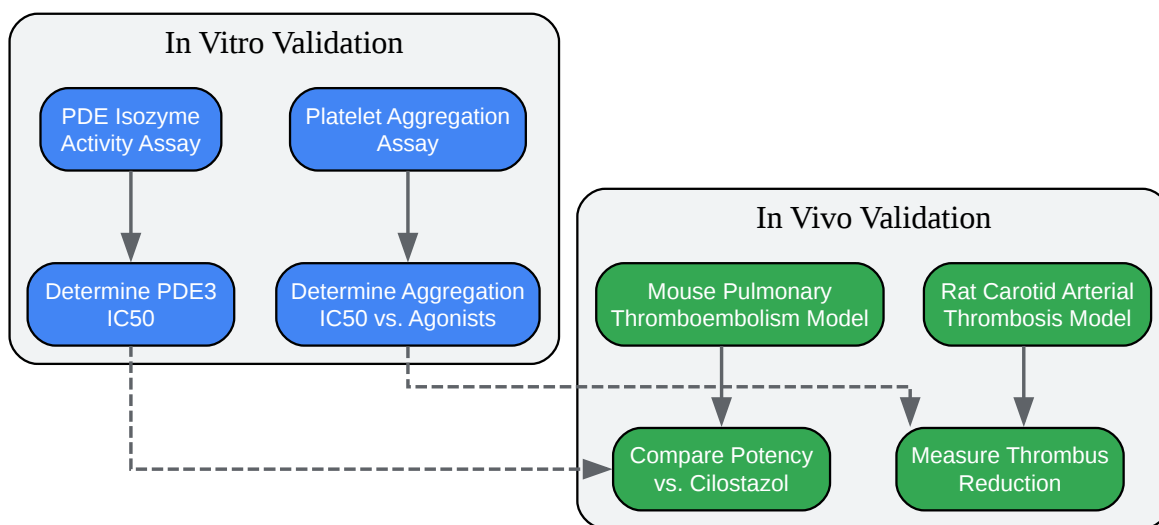 In Vitro Validation
PDE Isozyme
Activity Assay
Platelet Aggregation
Assay
Determine PDE3
IC50
Determine Aggregation
IC50 vs. Agonists
In Vivo Validation
Mouse Pulmonary
Thromboembolism Model
Rat Carotid Arterial
Thrombosis Model
Compare Potency
vs. Cilostazol
Measure Thrombus
Reduction